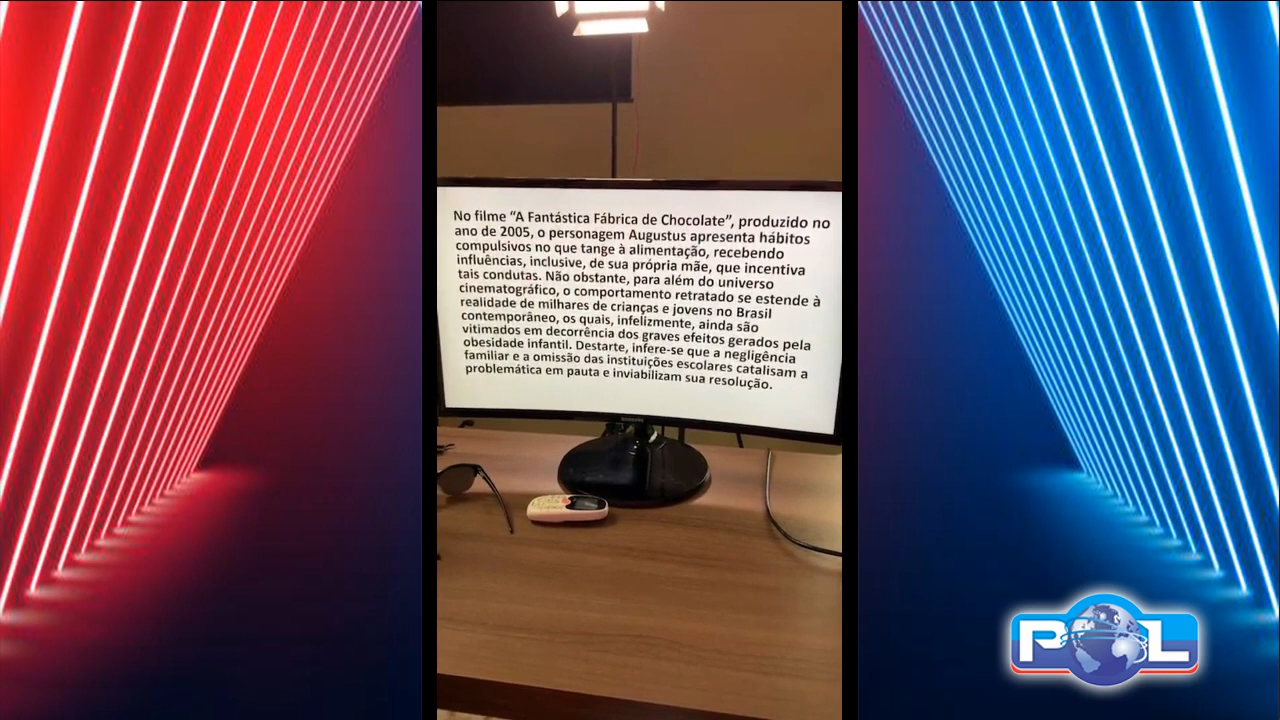 No filme “A Fantástica Fábrica de Chocolate”, produzido no
ano de 2005, o personagem Augustus apresenta hábitos
compulsivos no que tange à alimentação, recebendo
influências, inclusive, de sua própria mãe, que incentiva
tais condutas. Não obstante, para além do universo
cinematográfico, o comportamento retratado se estende à
realidade de milhares de crianças e jovens no Brasil
contemporâneo, os quais, infelizmente, ainda são
vitimados em decorrência dos graves efeitos gerados pela
obesidade infantil. Destarte, infere-se que a negligência
familiar e a omissão das instituições escolares catalisam a
problemática em pauta e inviabilizam sua resolução.
POL